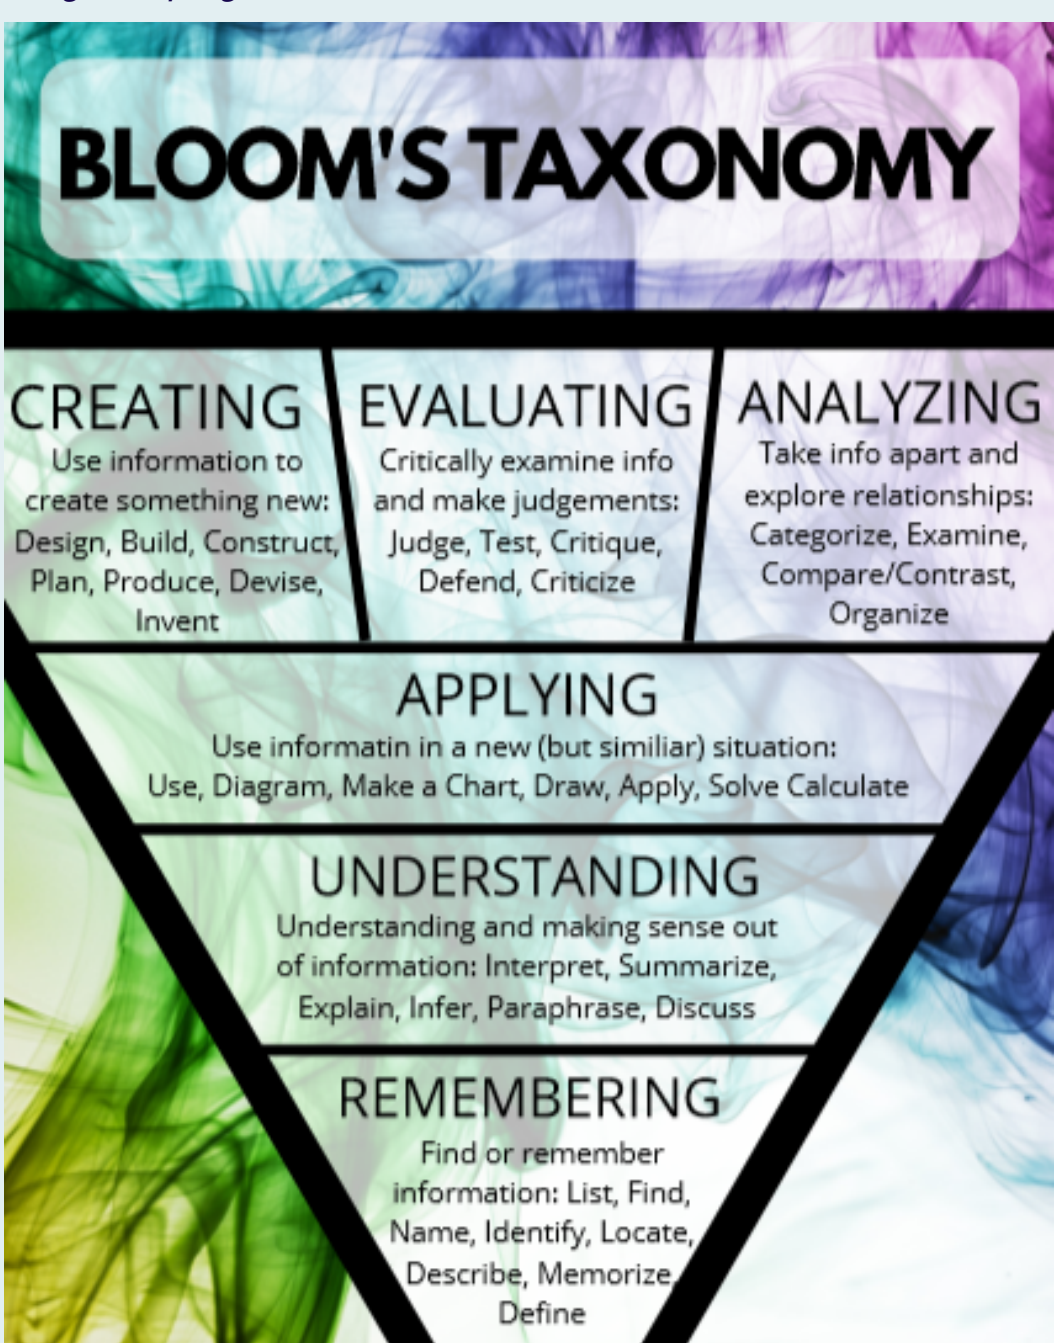 BLOOM'S TAXONOMY
CREATING
Use information to
create something new:
Design, Build, Construct,
Plan, Produce, Devise,
Invent
EVALUATING
Critically examine info
and make judgements:
Judge, Test, Critique,
Defend, Criticize
ANALYZING
Take info apart and
explore relationships:
Categorize, Examine,
Compare/Contrast,
Organize
APPLYING
Use informatin in a new (but similiar) situation:
Use, Diagram, Make a Chart, Draw, Apply, Solve Calculate
UNDERSTANDING
Understanding and making sense out
of information: Interpret, Summarize,
Explain, Infer, Paraphrase, Discuss
REMEMBERING
Find or remember
information: List, Find,
Name, Identify, Locate,
Describe, Memorize,
Define